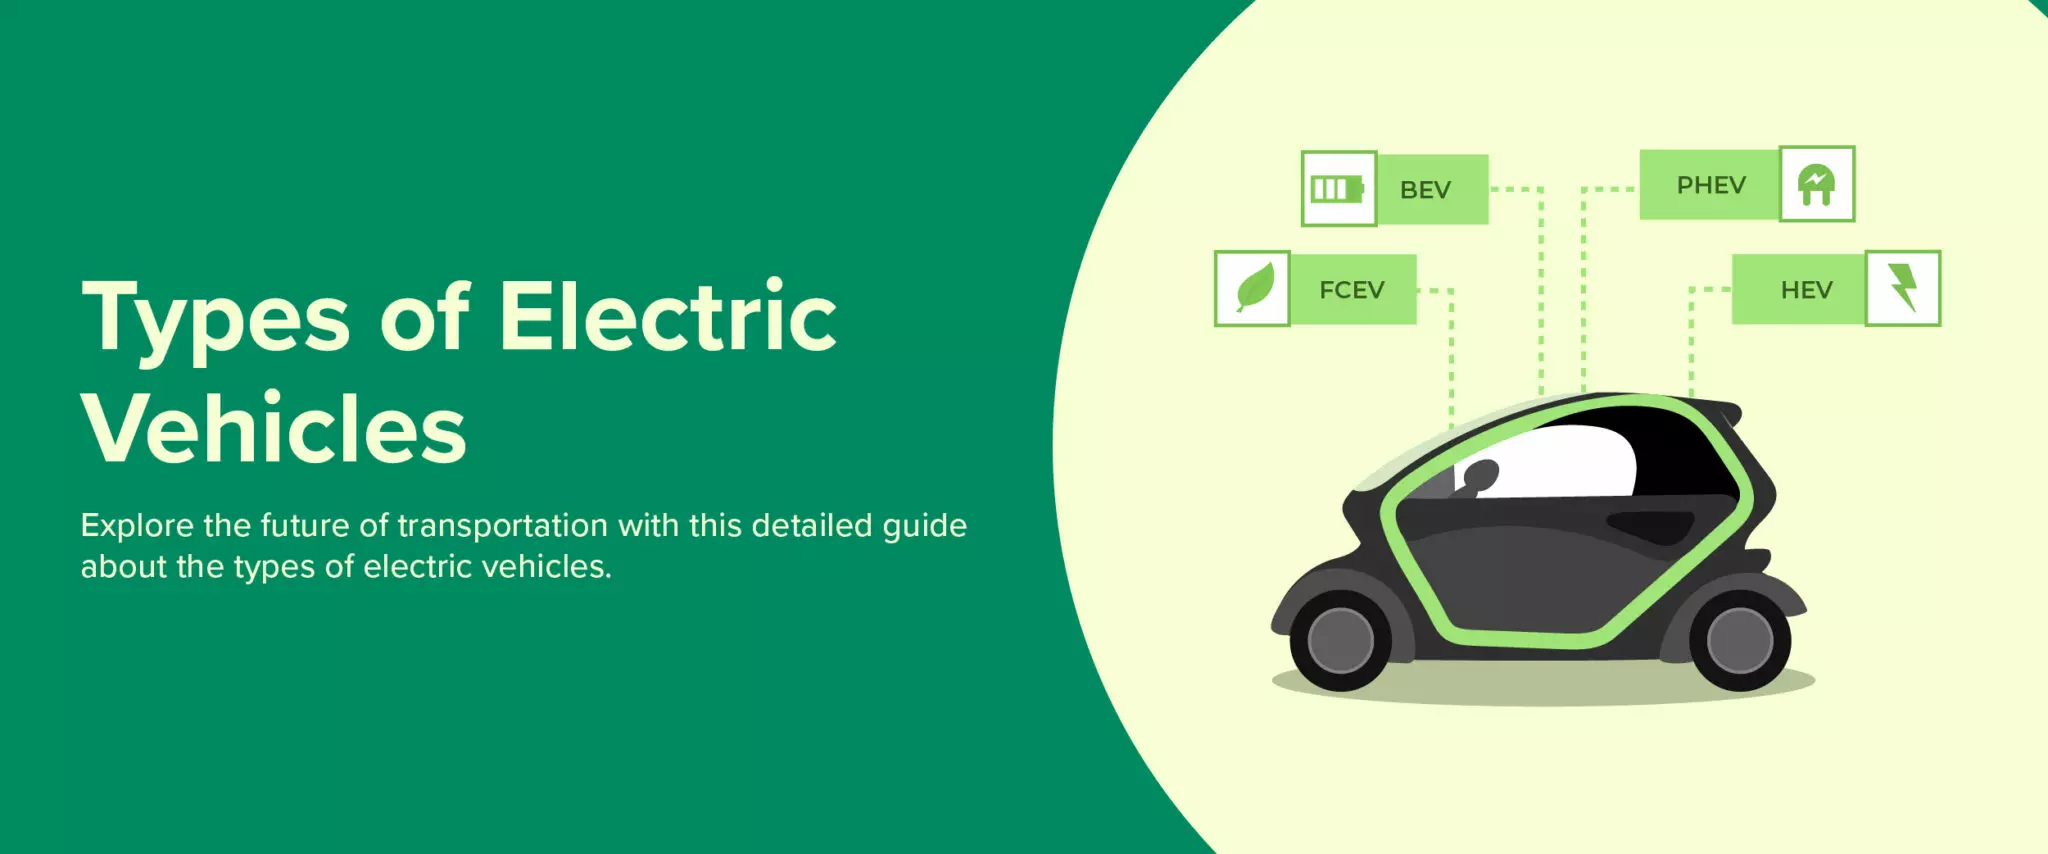 Types of Electric
Vehicles
Explore the future of transportation with this detailed guide
about the types of electric vehicles.
BEV
PHEV
FCEV
HEV